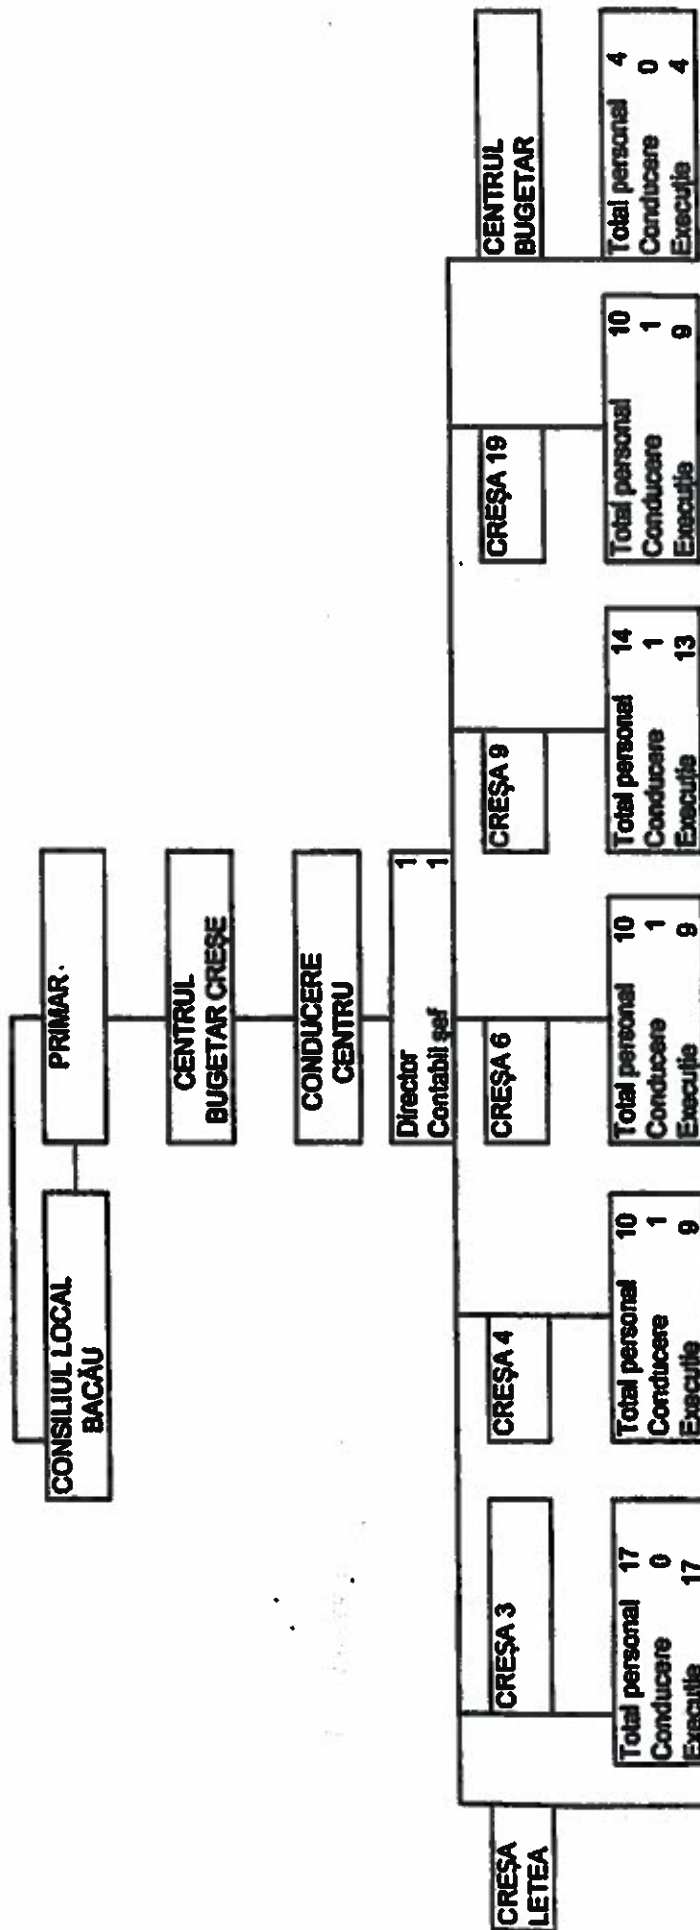 CONSILIUL LOCAL
BACĂU
PRIMAR
CENTRUL
BUGETAR CREȘE
CONDUCERE
CENTRU
Director 1
Contabil șef 1
CREȘA
LETEA
CREȘA 3
CREȘA 4
CREȘA 6
CREȘA 9
CREȘA 19
CENTRUL
BUGETAR
Total personal 17
Conducere 0
Execuție 17
Total personal 10
Conducere 1
Execuție 9
Total personal 10
Conducere 1
Execuție 9
Total personal 14
Conducere 1
Execuție 13
Total personal 10
Conducere 1
Execuție 9
Total personal 4
Conducere 0
Execuție 4